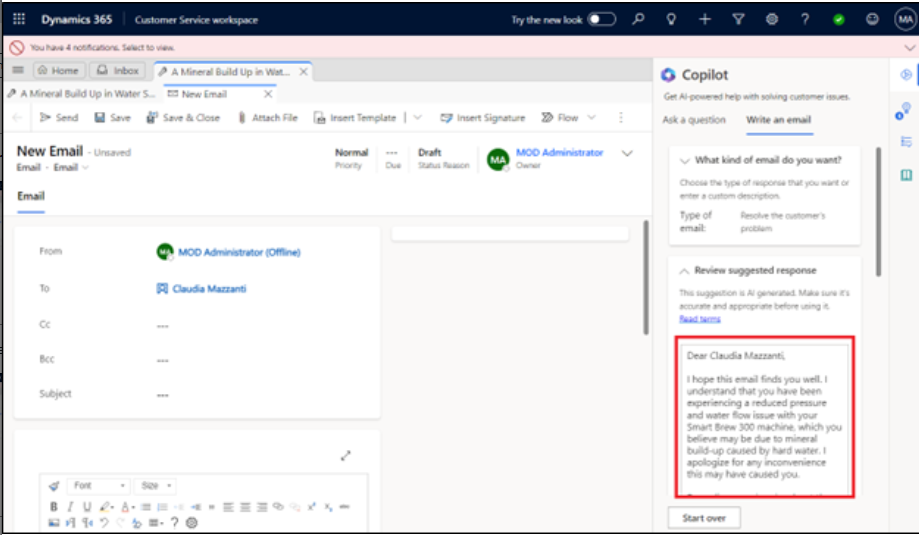 Dynamics 365 Customer Service workspace Try the new look ? MA
You have 4 notifications. Select to view.
Home Inbox A Mineral Build Up in Wat...
A Mineral Build Up in Water S... New Email
Send Save Save & Close Attach File Insert Template Insert Signature Flow
New Email - Unsaved
Email · Email
Normal
Priority
---
Due
Draft
Status Reason
MA
MOD Administrator
Owner
Email
From MA MOD Administrator (Offline)
To Claudia Mazzanti
Cc ---
Bcc ---
Subject ---
Font Size
B I U
Copilot
Get AI-powered help with solving customer issues.
Ask a question Write an email
What kind of email do you want?
Choose the type of response that you want or
enter a custom description.
Type of Resolve the customer's
email: problem
Review suggested response
This suggestion is AI generated. Make sure it's
accurate and appropriate before using it.
Read terms
Dear Claudia Mazzanti,
I hope this email finds you well. I
understand that you have been
experiencing a reduced pressure
and water flow issue with your
Smart Brew 300 machine, which you
believe may be due to mineral
build-up caused by hard water. I
apologize for any inconvenience
this may have caused you.
Start over